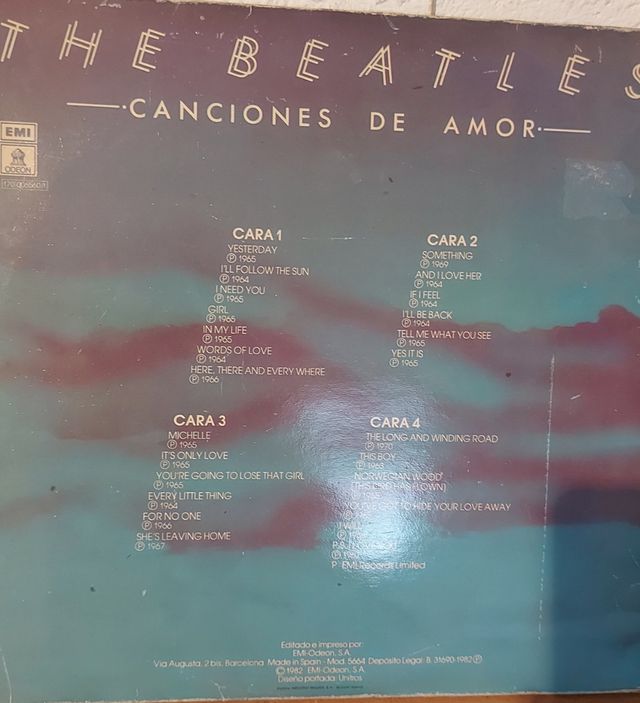 THE BEATLES
CANCIONES DE AMOR
EMI
ODEON
CARA 1
YESTERDAY
Ⓟ 1965
I'LL FOLLOW THE SUN
Ⓟ 1964
I NEED YOU
Ⓟ 1965
GIRL
Ⓟ 1965
IN MY LIFE
Ⓟ 1965
WORDS OF LOVE
Ⓟ 1964
HERE, THERE AND EVERY WHERE
Ⓟ 1966
CARA 2
SOMETHING
Ⓟ 1969
AND I LOVE HER
Ⓟ 1964
IF I FEEL
Ⓟ 1964
I'LL BE BACK
Ⓟ 1964
TELL ME WHAT YOU SEE
Ⓟ 1965
YES IT IS
Ⓟ 1965
CARA 3
MICHELLE
Ⓟ 1965
IT'S ONLY LOVE
Ⓟ 1965
YOU'RE GOING TO LOSE THAT GIRL
Ⓟ 1965
EVERY LITTLE THING
Ⓟ 1964
FOR NO ONE
Ⓟ 1966
SHE'S LEAVING HOME
Ⓟ 1967
CARA 4
THE LONG AND WINDING ROAD
Ⓟ 1970
THIS BOY
Ⓟ 1963
NORWEGIAN WOOD
(THIS BIRD HAS FLOWN)
YOU'VE GOT TO HIDE YOUR LOVE AWAY
I WILL
P EMI Records Limited
Editado e impreso por:
EMI-Odeon, S.A.
Via Augusta, 2 bis. Barcelona Made in Spain - Mod. 5664 Depósito Legal: B. 31690-1982 Ⓟ
© 1982 EMI-Odeon, S.A.
Diseño portada: Unitros